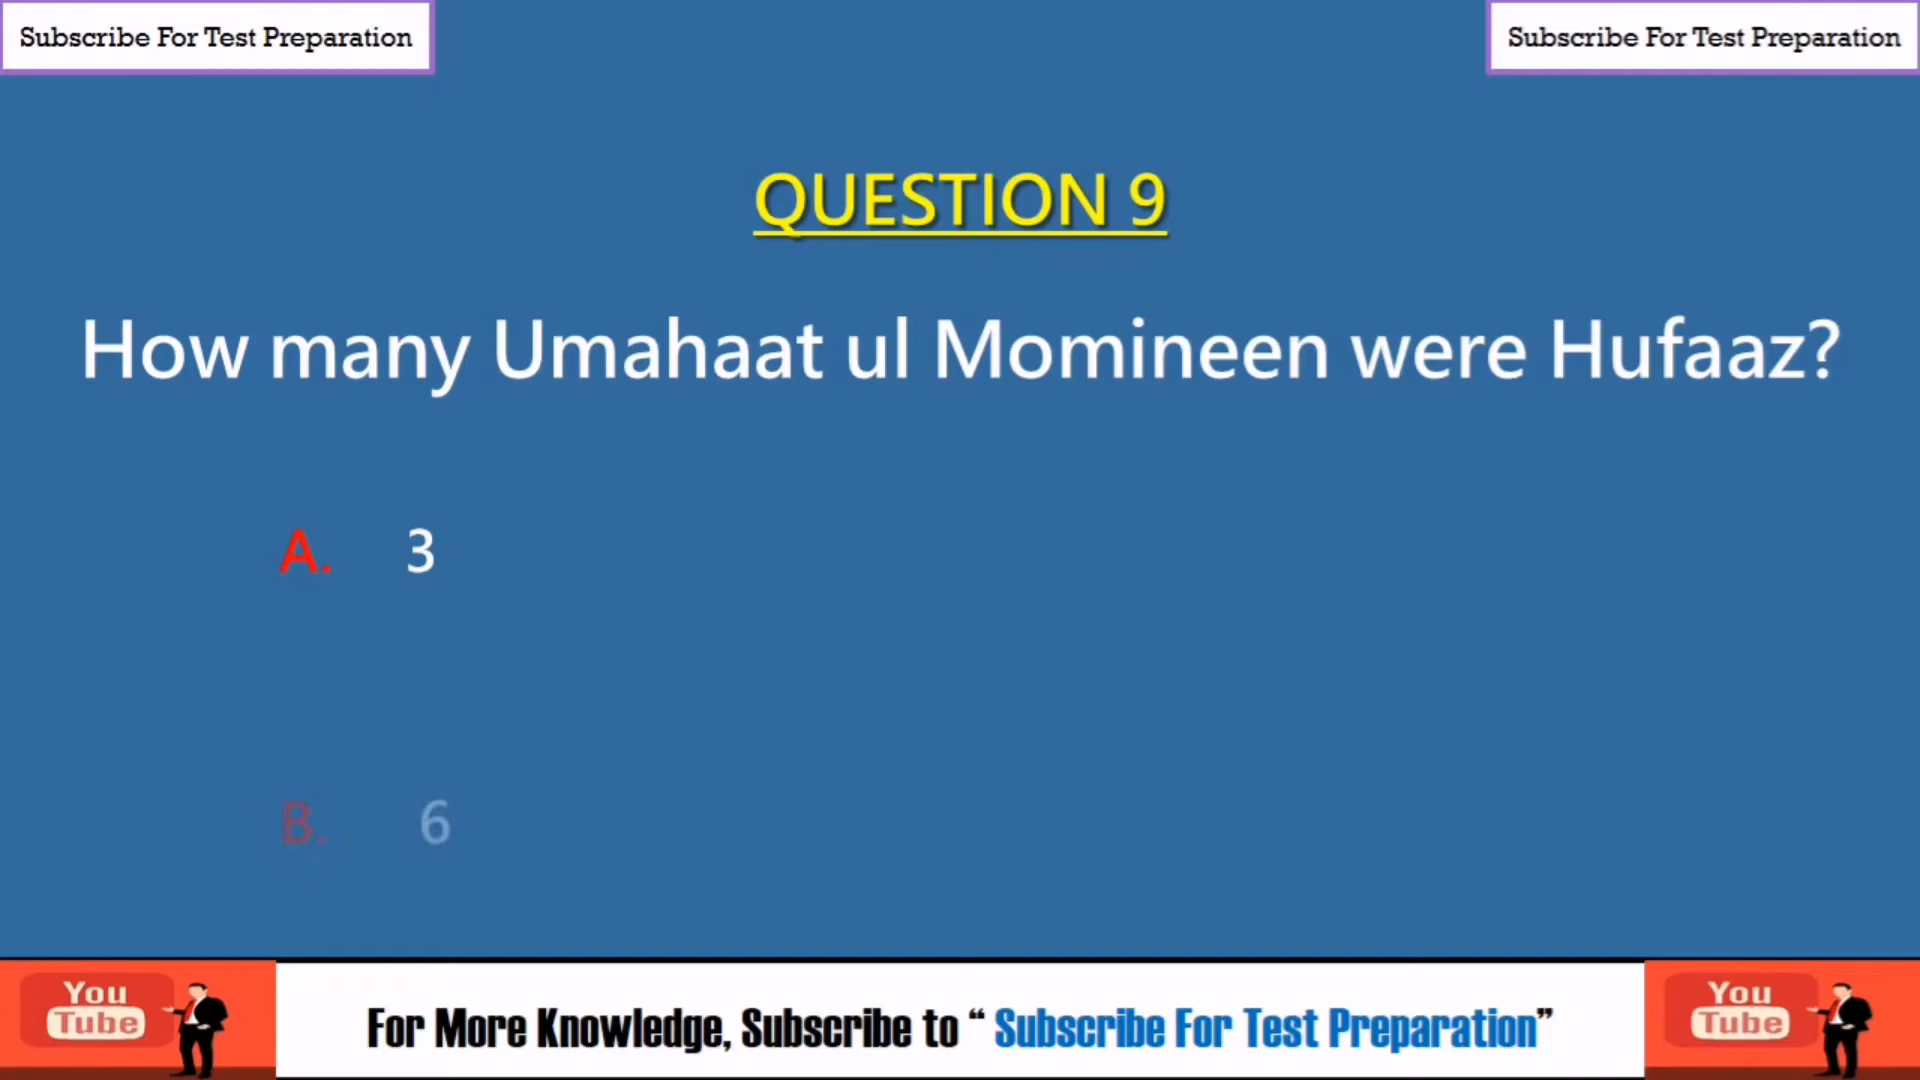 Subscribe For Test Preparation
Subscribe For Test Preparation
QUESTION 9
How many Umahaat ul Momineen were Hufaaz?
A. 3
B. 6
You
Tube
For More Knowledge, Subscribe to “ Subscribe For Test Preparation”
You
Tube